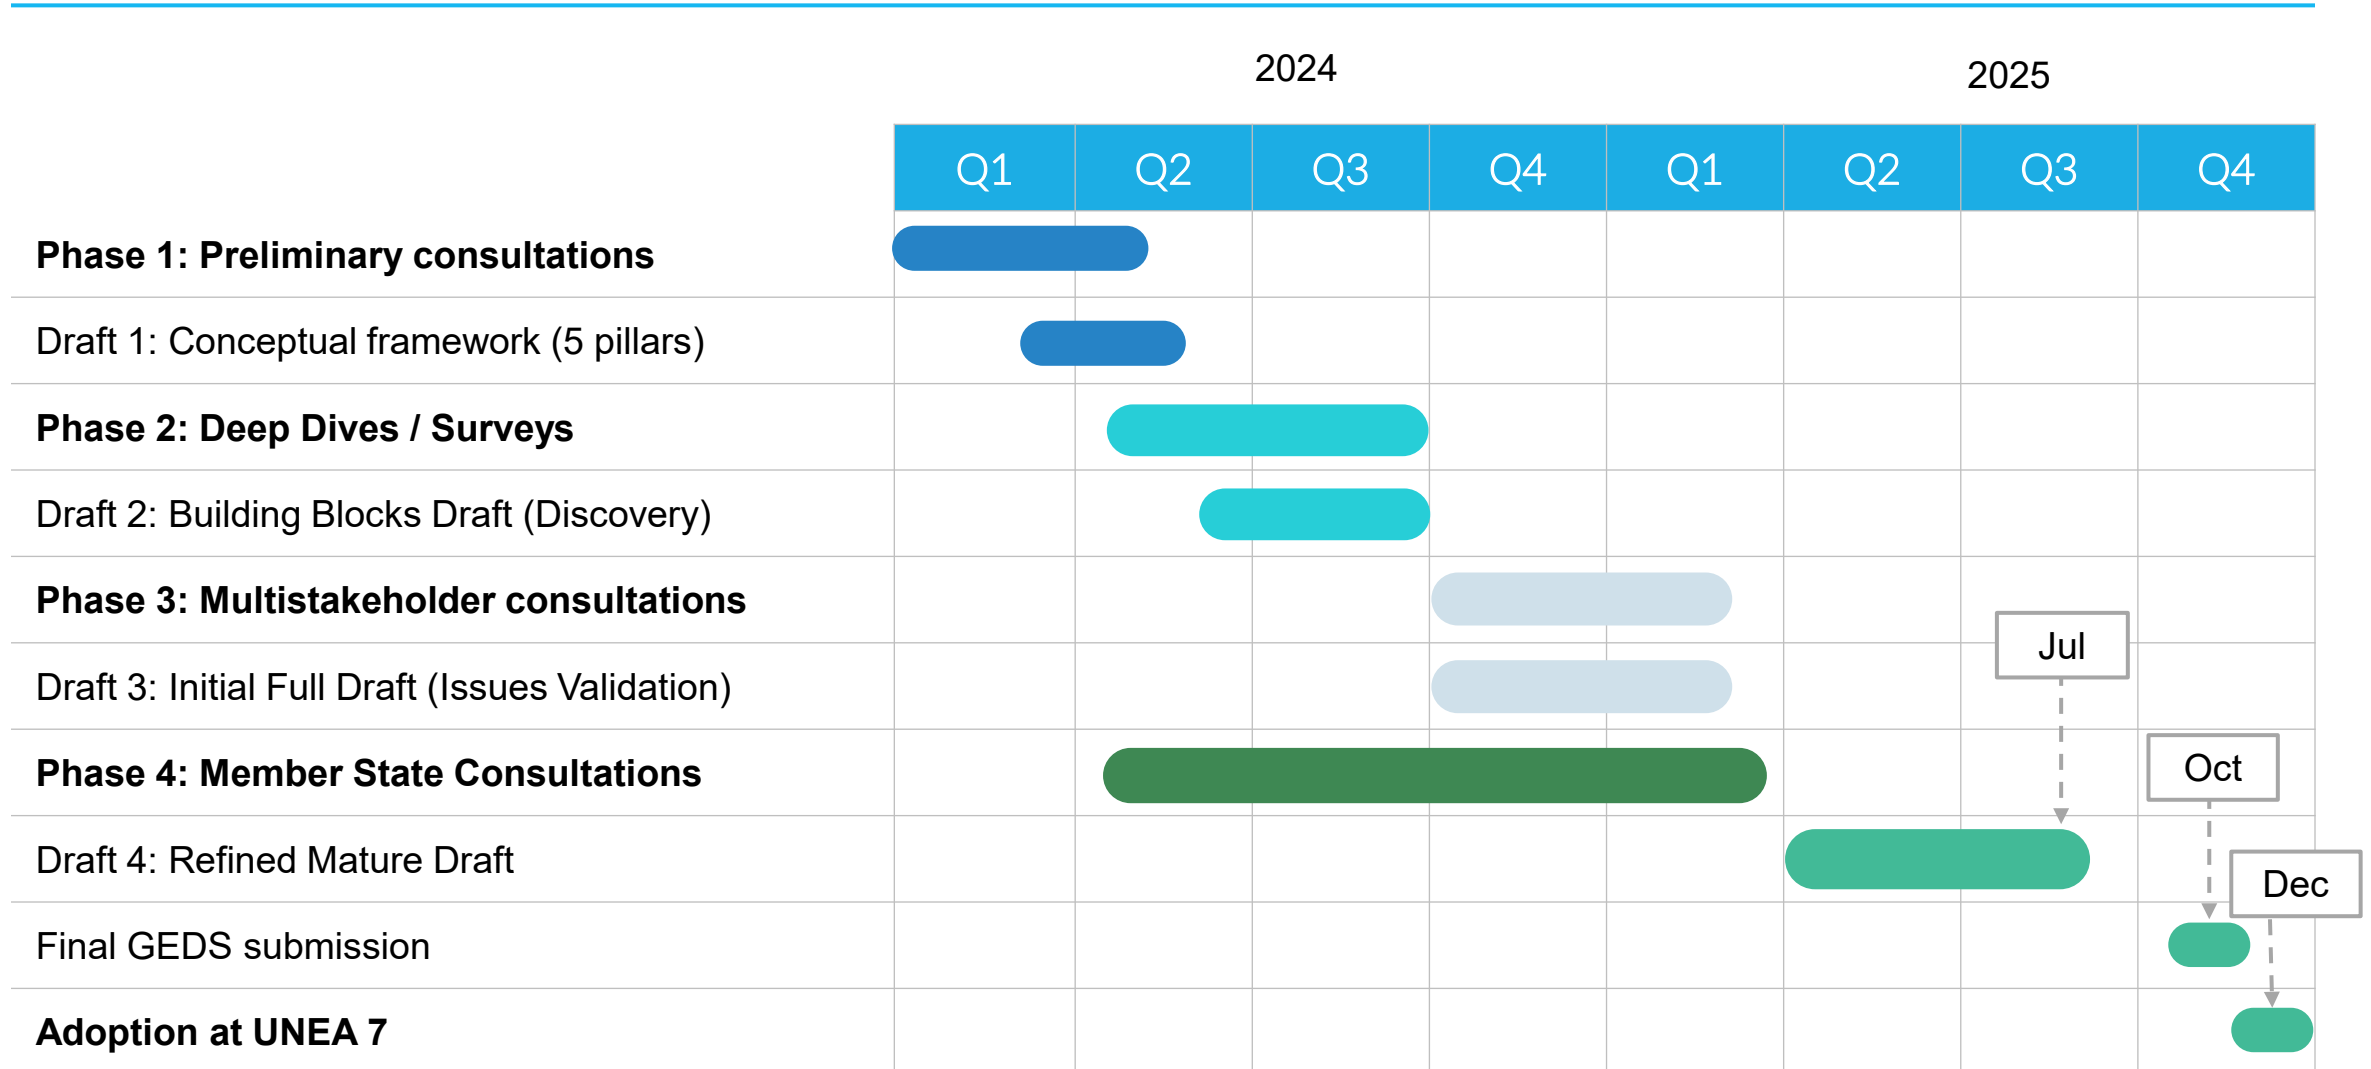 2024
2025
Q1 Q2 Q3 Q4 Q1 Q2 Q3 Q4
Phase 1: Preliminary consultations
Draft 1: Conceptual framework (5 pillars)
Phase 2: Deep Dives / Surveys
Draft 2: Building Blocks Draft (Discovery)
Phase 3: Multistakeholder consultations
Jul
Draft 3: Initial Full Draft (Issues Validation)
Phase 4: Member State Consultations
Oct
Draft 4: Refined Mature Draft
Dec
Final GEDS submission
Adoption at UNEA 7